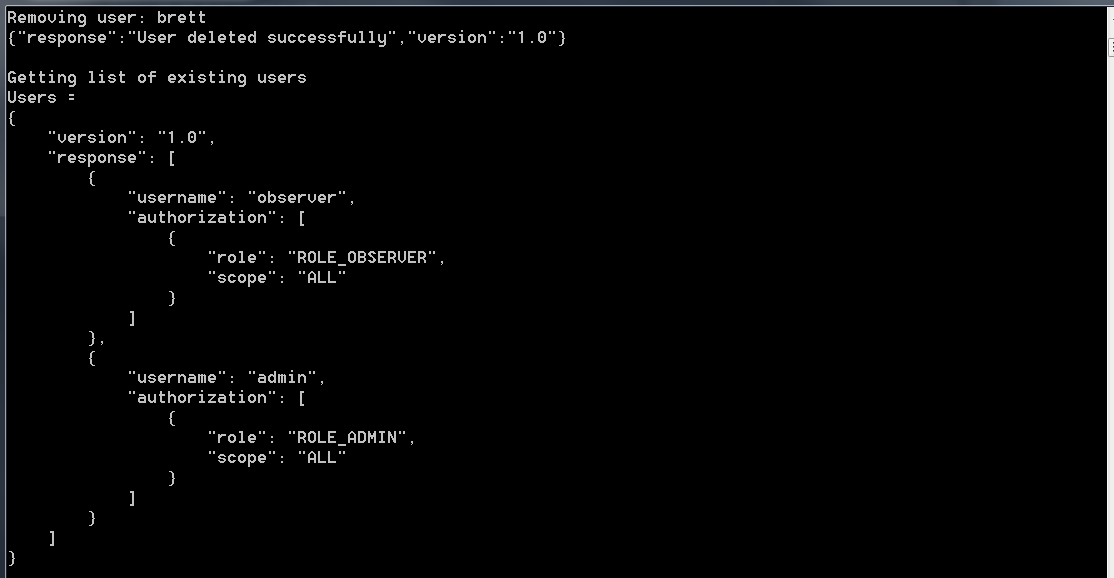 Removing user: brett
{"response":"User deleted successfully","version":"1.0"}
Getting list of existing users
Users =
{
    "version": "1.0",
    "response": [
        {
            "username": "observer",
            "authorization": [
                {
                    "role": "ROLE_OBSERVER",
                    "scope": "ALL"
                }
            ]
        },
        {
            "username": "admin",
            "authorization": [
                {
                    "role": "ROLE_ADMIN",
                    "scope": "ALL"
                }
            ]
        }
    ]
}